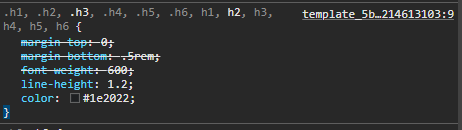 .h1, .h2, .h3, .h4, .h5, .h6, h1, h2, h3, template_5b…214613103:9
h4, h5, h6 {
margin-top: 0;
margin-bottom: .5rem;
font-weight: 600;
line-height: 1.2;
color: #1e2022;
}